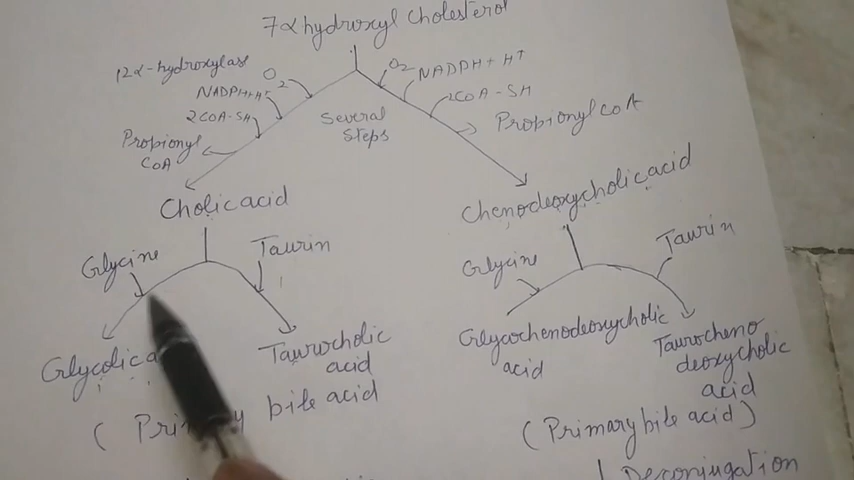 7α hydroxyl Cholesterol
12α-hydroxylase
O2
NADPH+H+
2COA-SH
Propionyl
COA
Several
Steps
O2
NADPH + H+
2COA-SH
Propionyl CoA
Cholic acid
Chenodeoxycholic acid
Glycine
Taurin
Glycine
Taurin
Taurocholic
acid
Glycochenodeoxycholic
acid
Taurocheno
deoxycholic
acid
bile acid
(Primary bile acid)
Deconjugation